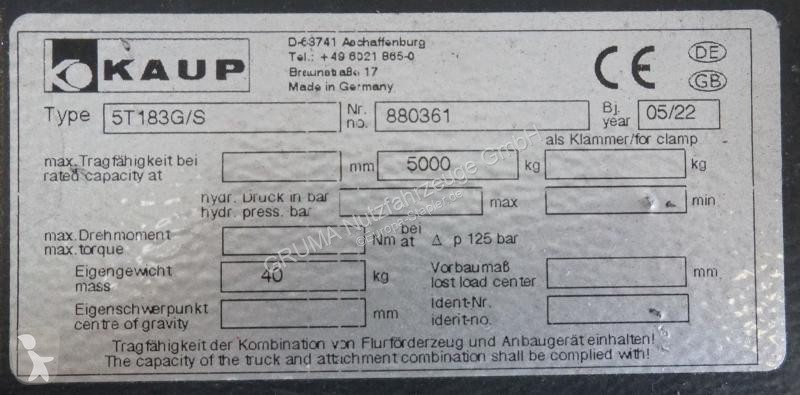 KAUP
D-63741 Aschaffenburg
Tel.: +49 6021 865-0
Braunstraße 17
Made in Germany
CE
DE
GB
Type 5T183G/S Nr. no. 880361 Bj. year 05/22
als Klammer/for clamp
max. Tragfähigkeit bei
rated capacity at mm 5000 kg kg
hydr. Druck in bar
hydr. press. bar max min
max. Drehmoment
max. torque Nm bei at Δ p 125 bar
Eigengewicht
mass 40 kg
Vorbaumaß
lost load center mm
Eigenschwerpunkt
centre of gravity mm
Ident-Nr.
ident-no.
Tragfähigkeit der Kombination von Flurförderzeug und Anbaugerät einhalten!
The capacity of the truck and attachment combination shall be complied with!
GRUMA Nutzfahrzeuge GmbH
Europa-Stapler.de